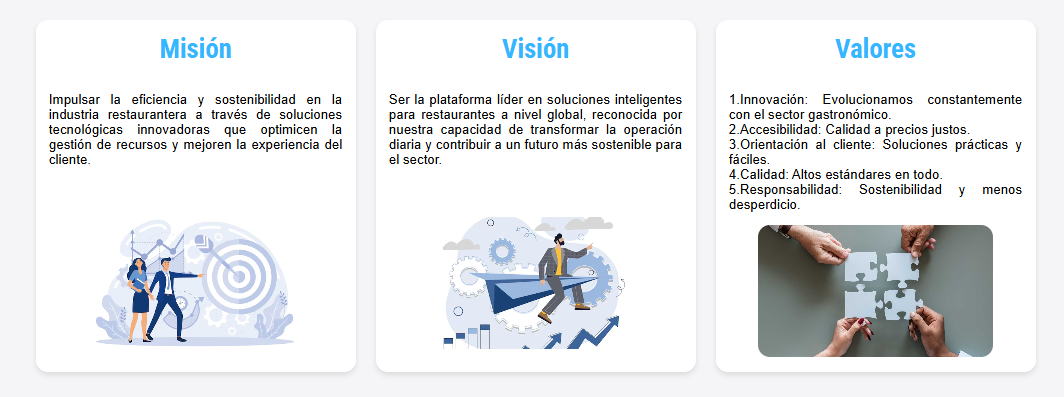 Misión
Impulsar la eficiencia y sostenibilidad en la
industria restaurantera a través de soluciones
tecnológicas innovadoras que optimicen la
gestión de recursos y mejoren la experiencia del
cliente.
Visión
Ser la plataforma líder en soluciones inteligentes
para restaurantes a nivel global, reconocida por
nuestra capacidad de transformar la operación
diaria y contribuir a un futuro más sostenible para
el sector.
Valores
1.Innovación: Evolucionamos constantemente
con el sector gastronómico.
2.Accesibilidad: Calidad a precios justos.
3.Orientación al cliente: Soluciones prácticas y
fáciles.
4.Calidad: Altos estándares en todo.
5.Responsabilidad: Sostenibilidad y menos
desperdicio.